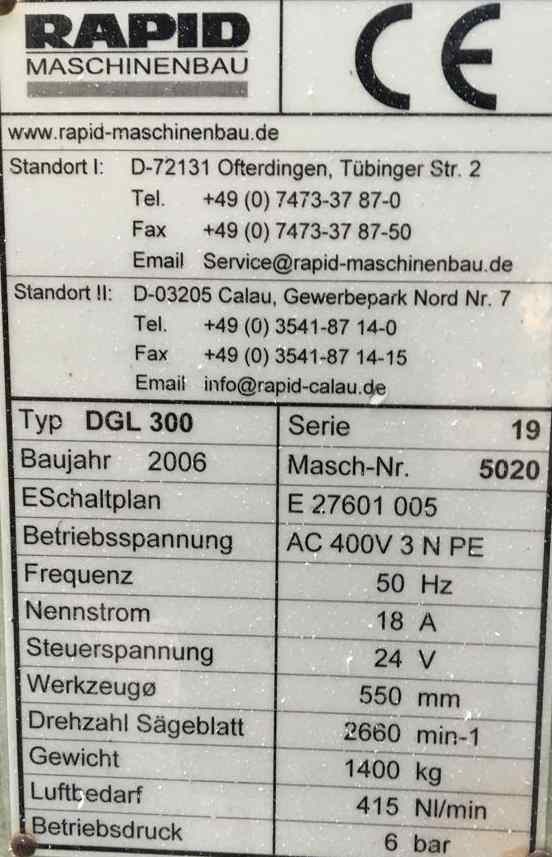 RAPID
MASCHINENBAU
CE
www.rapid-maschinenbau.de
Standort I: D-72131 Ofterdingen, Tübinger Str. 2
Tel. +49 (0) 7473-37 87-0
Fax +49 (0) 7473-37 87-50
Email Service@rapid-maschinenbau.de
Standort II: D-03205 Calau, Gewerbepark Nord Nr. 7
Tel. +49 (0) 3541-87 14-0
Fax +49 (0) 3541-87 14-15
Email info@rapid-calau.de
Typ DGL 300 Serie 19
Baujahr 2006 Masch-Nr. 5020
ESchaltplan E 27601 005
Betriebsspannung AC 400V 3 N PE
Frequenz 50 Hz
Nennstrom 18 A
Steuerspannung 24 V
Werkzeugø 550 mm
Drehzahl Sägeblatt 2660 min-1
Gewicht 1400 kg
Luftbedarf 415 Nl/min
Betriebsdruck 6 bar